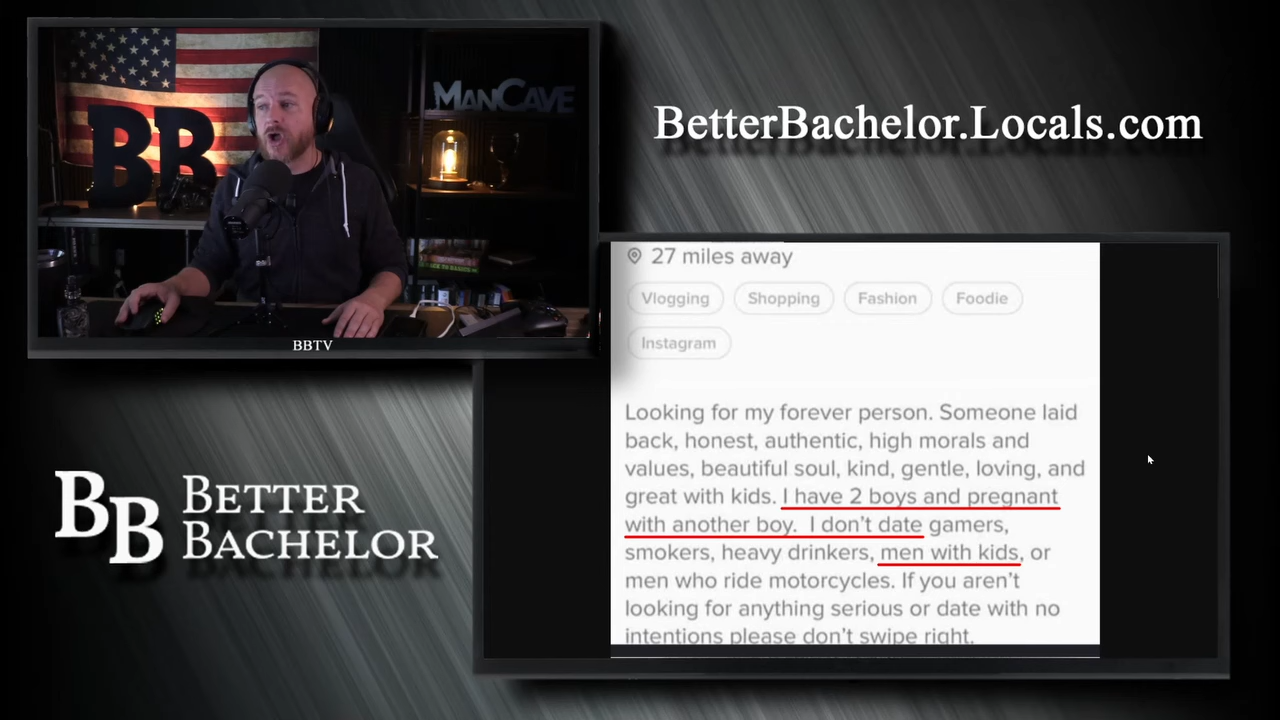 BB
MANCAVE
BBTV
BetterBachelor.Locals.com
27 miles away
Vlogging
Shopping
Fashion
Foodie
Instagram
Looking for my forever person. Someone laid
back, honest, authentic, high morals and
values, beautiful soul, kind, gentle, loving, and
great with kids. I have 2 boys and pregnant
with another boy. I don't date gamers,
smokers, heavy drinkers, men with kids, or
men who ride motorcycles. If you aren't
looking for anything serious or date with no
intentions please don't swipe right.
BB
BETTER
BACHELOR